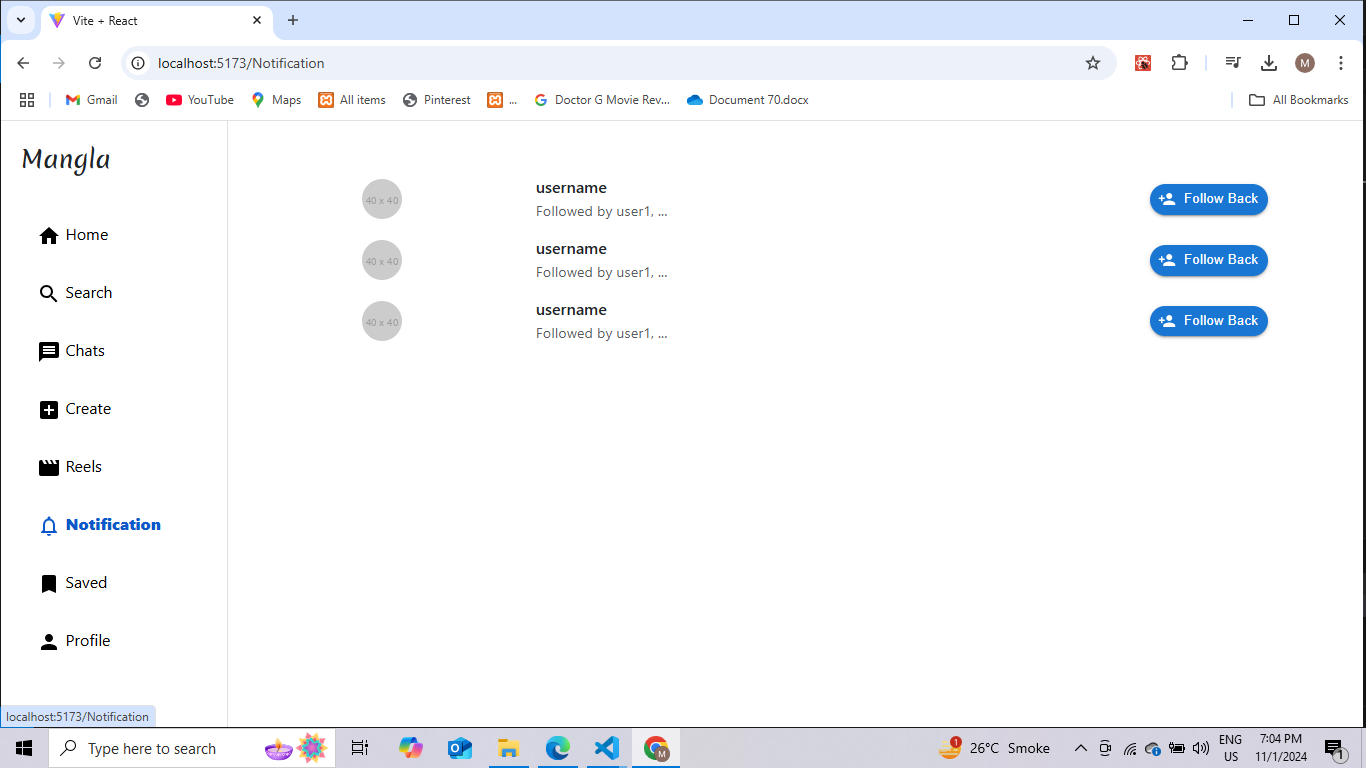 Vite + React
localhost:5173/Notification
M
Gmail
YouTube
Maps
All items
Pinterest
...
Doctor G Movie Rev...
Document 70.docx
All Bookmarks
Mangla
Home
Search
Chats
Create
Reels
Notification
Saved
Profile
40 x 40
username
Followed by user1, ...
Follow Back
40 x 40
username
Followed by user1, ...
Follow Back
40 x 40
username
Followed by user1, ...
Follow Back
localhost:5173/Notification
Type here to search
M
1
26°C Smoke
ENG
US
7:04 PM
11/1/2024
1